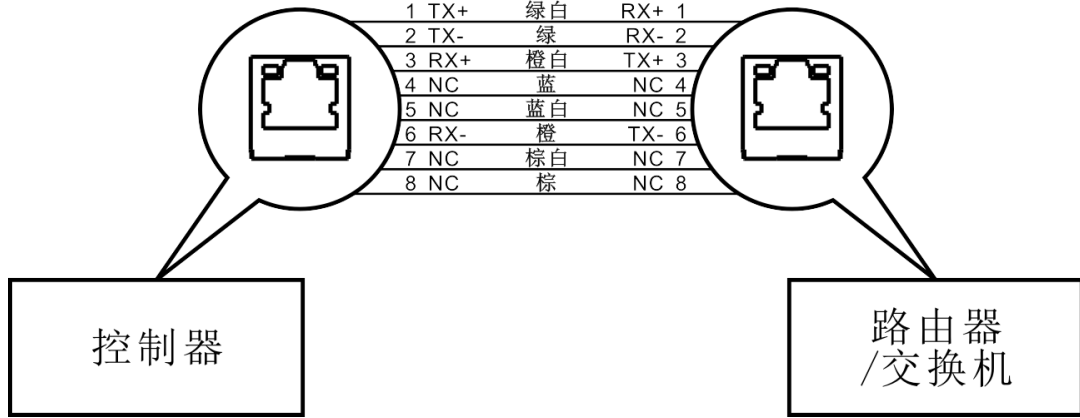 1 TX+ 绿白 RX+ 1
2 TX- 绿 RX- 2
3 RX+ 橙白 TX+ 3
4 NC 蓝 NC 4
5 NC 蓝白 NC 5
6 RX- 橙 TX- 6
7 NC 棕白 NC 7
8 NC 棕 NC 8
控制器
路由器
/交换机